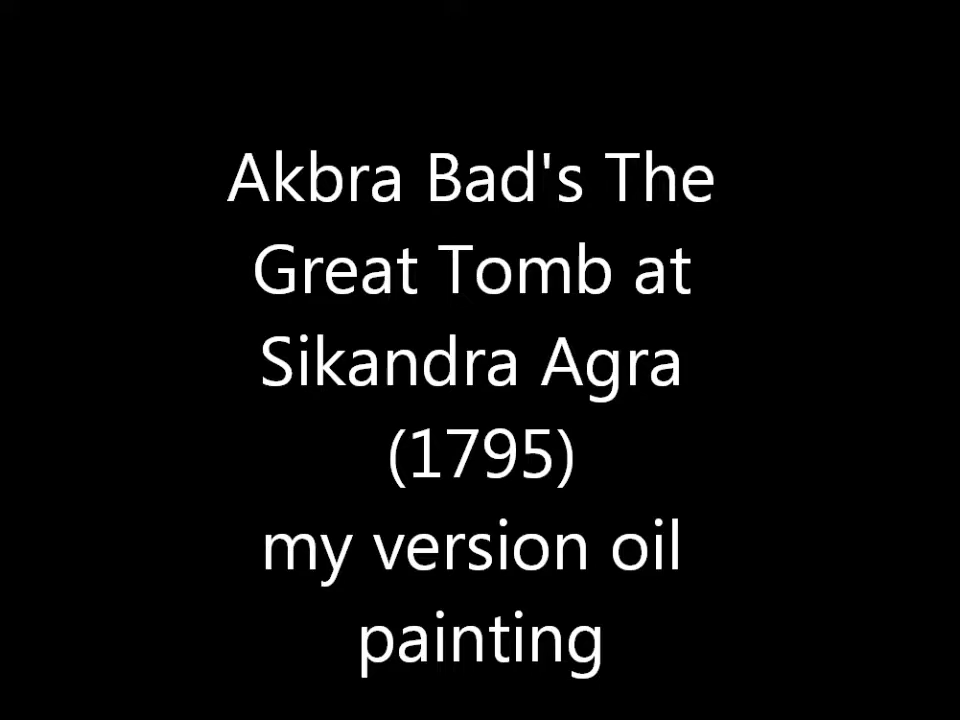 Akbra Bad's The
Great Tomb at
Sikandra Agra
(1795)
my version oil
painting